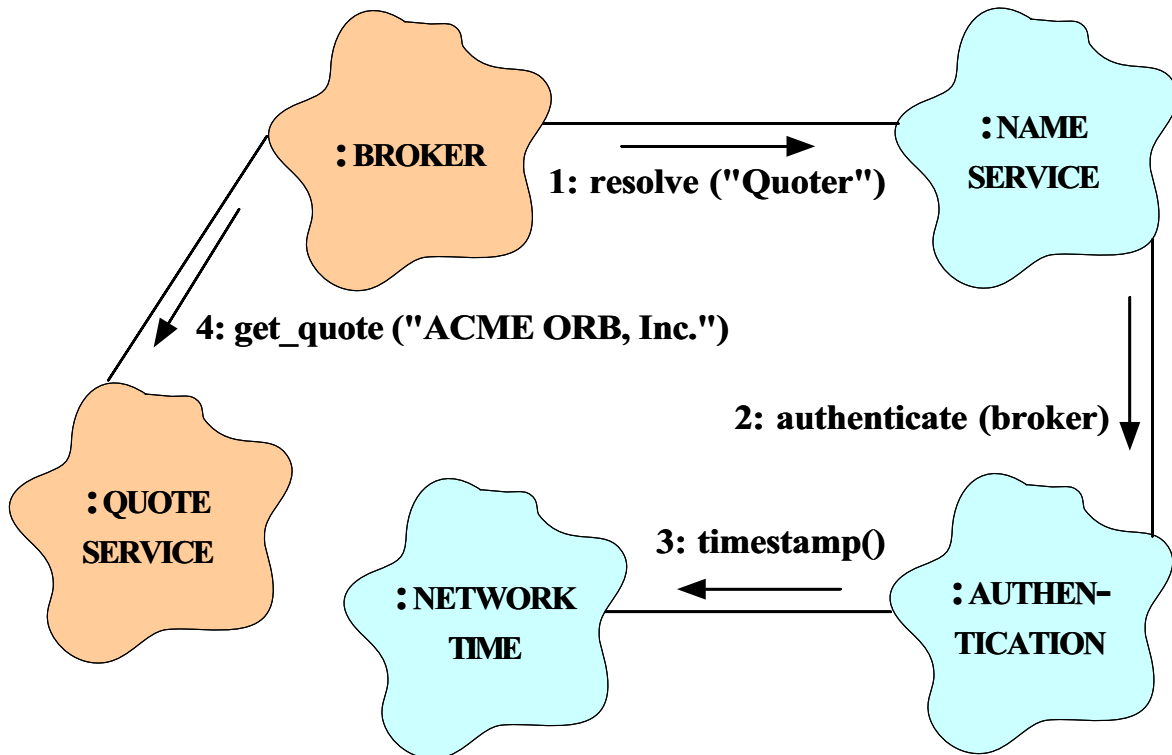 : BROKER
: NAME
SERVICE
1: resolve ("Quoter")
4: get_quote ("ACME ORB, Inc.")
2: authenticate (broker)
: QUOTE
SERVICE
3: timestamp()
: NETWORK
TIME
: AUTHEN-
TICATION